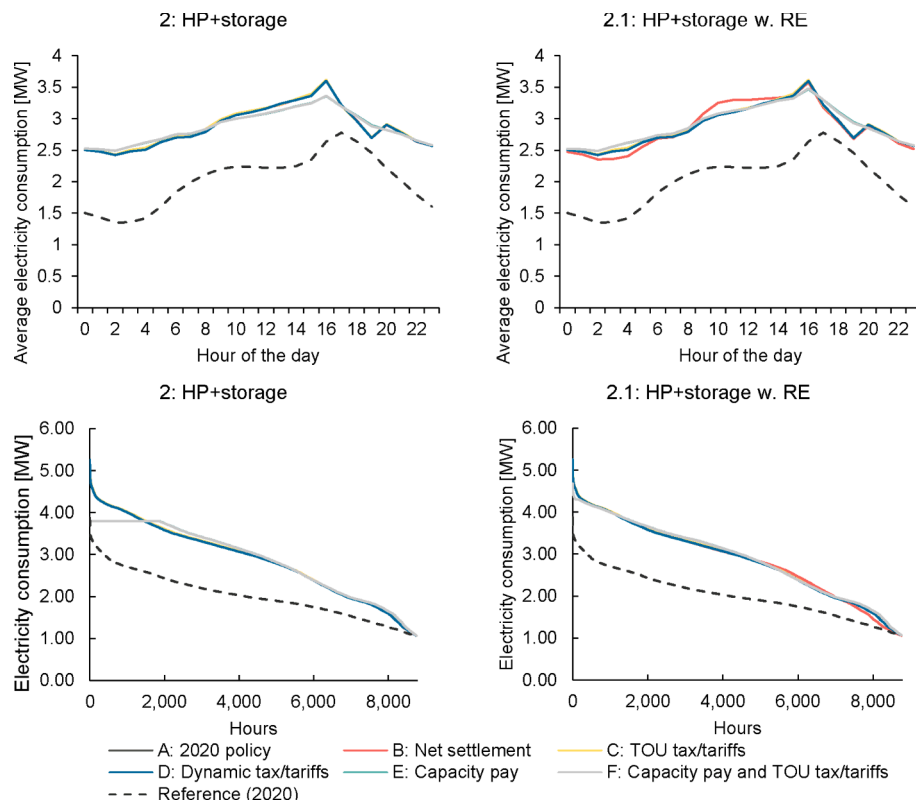 2: HP+storage
2.1: HP+storage w. RE
Average electricity consumption [MW]
4
3.5
3
2.5
2
1.5
1
0.5
0
0 2 4 6 8 10 12 14 16 18 20 22
Hour of the day
Average electricity consumption [MW]
4
3.5
3
2.5
2
1.5
1
0.5
0
0 2 4 6 8 10 12 14 16 18 20 22
Hour of the day
2: HP+storage
2.1: HP+storage w. RE
Electricity consumption [MW]
6.00
5.00
4.00
3.00
2.00
1.00
0.00
0 2,000 4,000 6,000 8,000
Hours
Electricity consumption [MW]
6.00
5.00
4.00
3.00
2.00
1.00
0.00
0 2,000 4,000 6,000 8,000
Hours
A: 2020 policy
B: Net settlement
C: TOU tax/tariffs
D: Dynamic tax/tariffs
E: Capacity pay
F: Capacity pay and TOU tax/tariffs
Reference (2020)